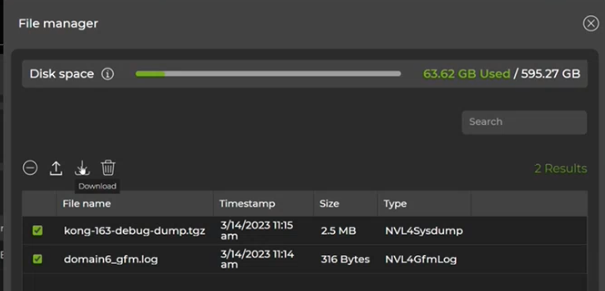 File manager
Disk space
63.62 GB Used / 595.27 GB
Search
2 Results
Download
File name Timestamp Size Type
kong-163-debug-dump.tgz 3/14/2023 11:15 am 2.5 MB NVL4Sysdump
domain6_gfm.log 3/14/2023 11:14 am 316 Bytes NVL4GfmLog